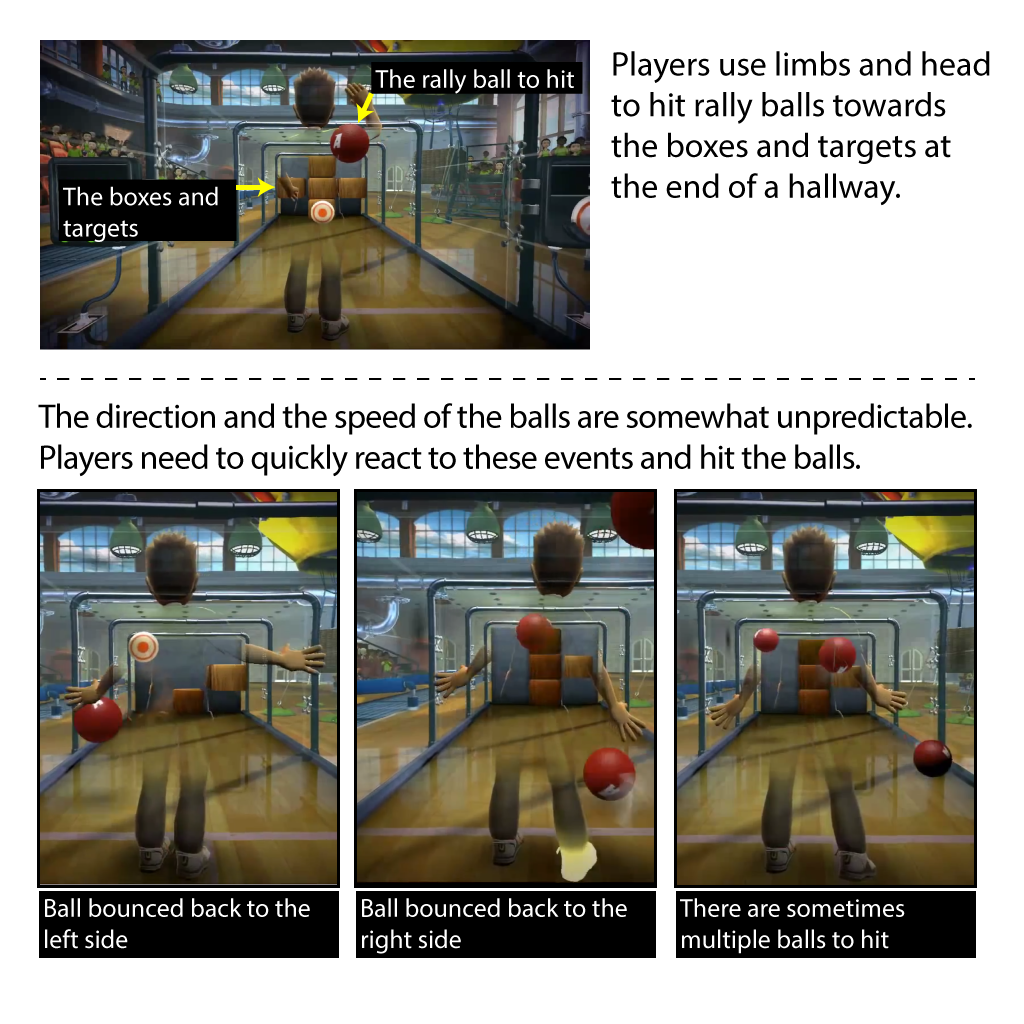 The rally ball to hit
The boxes and
targets
Players use limbs and head
to hit rally balls towards
the boxes and targets at
the end of a hallway.
The direction and the speed of the balls are somewhat unpredictable.
Players need to quickly react to these events and hit the balls.
Ball bounced back to the
left side
Ball bounced back to the
right side
There are sometimes
multiple balls to hit